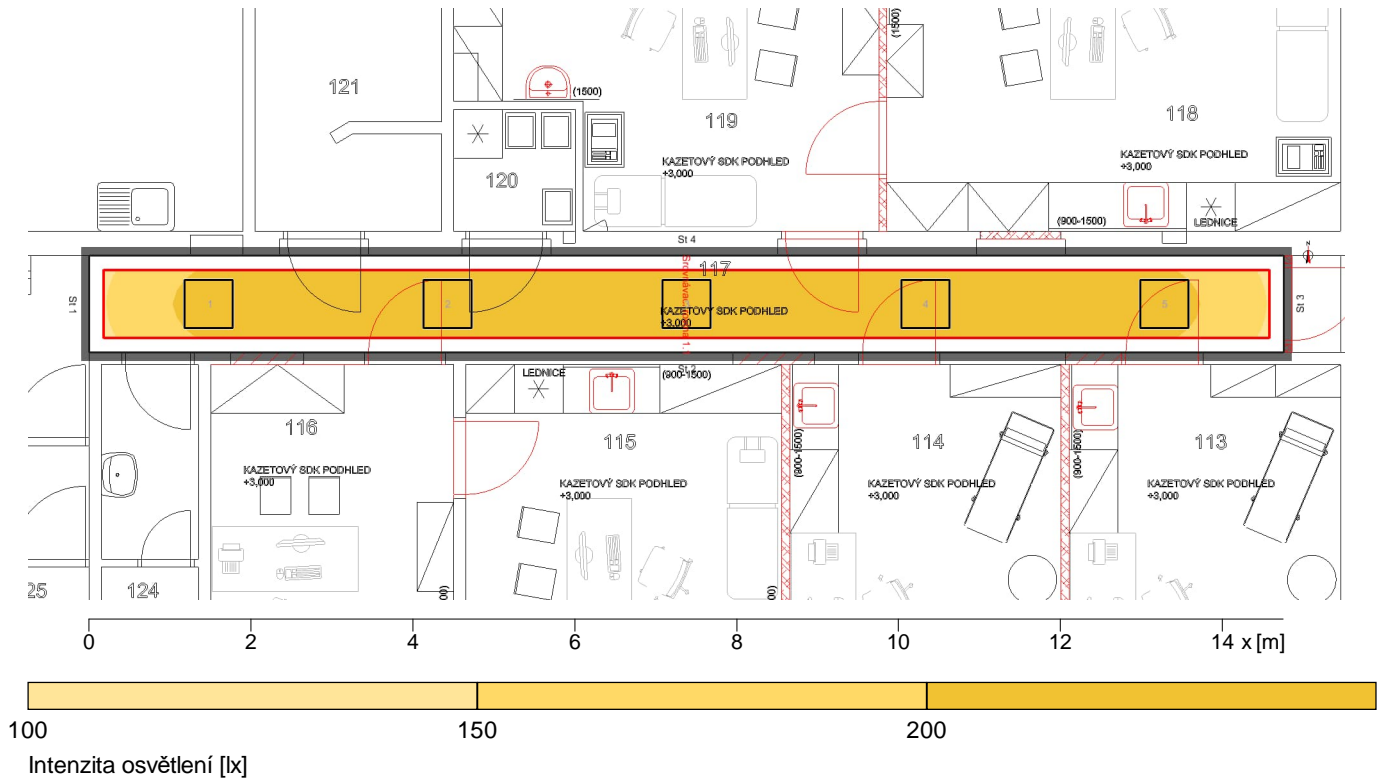 121
(1500)
119
KAZETOVÝ SDK PODHLED
+3,000
120
(1500)
118
KAZETOVÝ SDK PODHLED
+3,000
(900-1500)
LEDNICE
St 4
117
St 1
1
2
4
5
KAZETOVÝ SDK PODHLED
+3,000
St 3
St 2
LEDNICE
(900-1500)
116
KAZETOVÝ SDK PODHLED
+3,000
115
KAZETOVÝ SDK PODHLED
+3,000
(900-1500)
114
KAZETOVÝ SDK PODHLED
+3,000
(900-1500)
113
KAZETOVÝ SDK PODHLED
+3,000
25
124
00)
00)
0 2 4 6 8 10 12 14 x [m]
100 150 200
Intenzita osvětlení [lx]